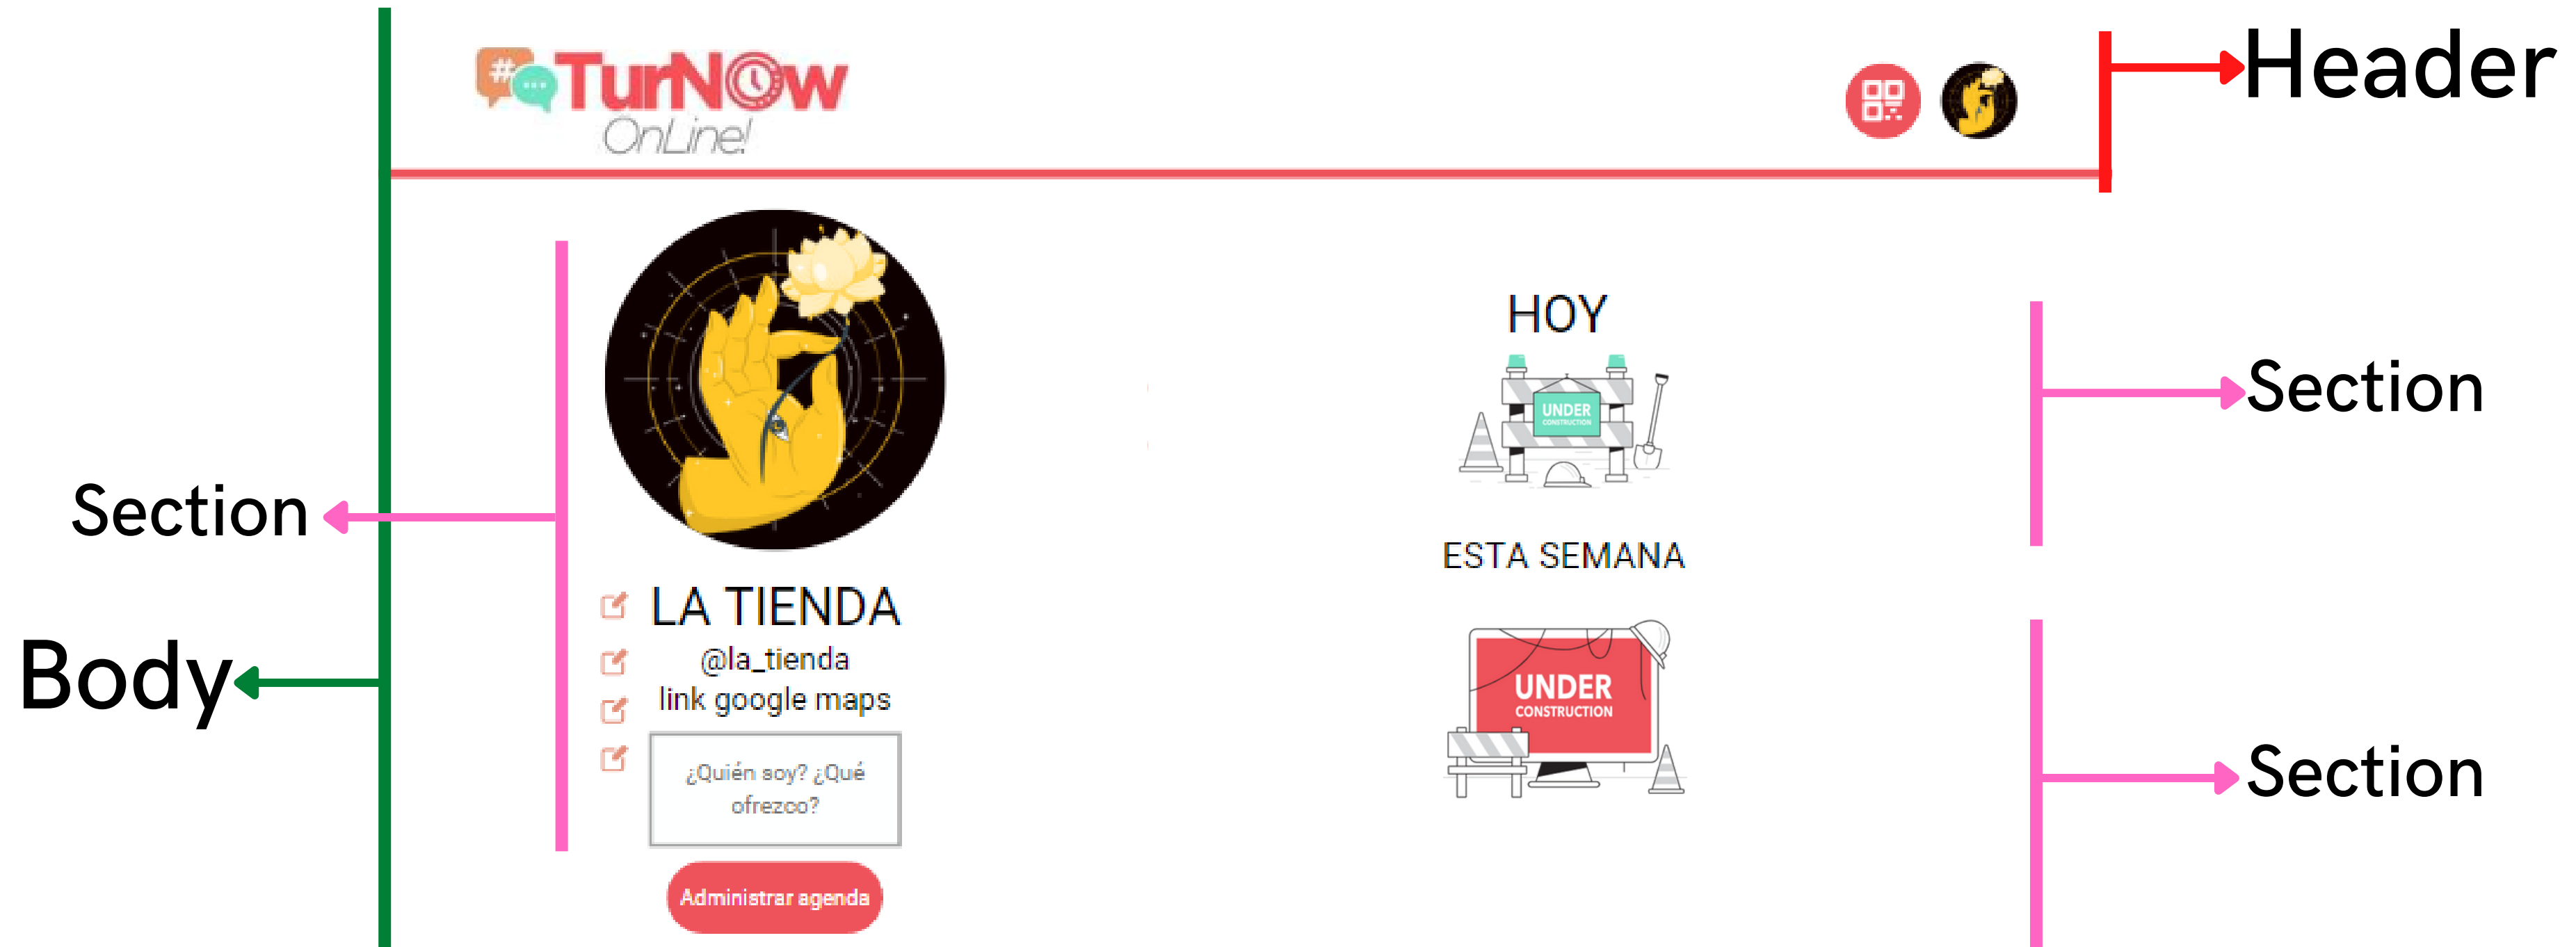 # TurNow
OnLine!
Header
HOY
UNDER
CONSTRUCTION
Section
Section
ESTA SEMANA
LA TIENDA
@la_tienda
link google maps
Body
UNDER
CONSTRUCTION
¿Quién soy? ¿Qué
ofrezco?
Section
Administrar agenda